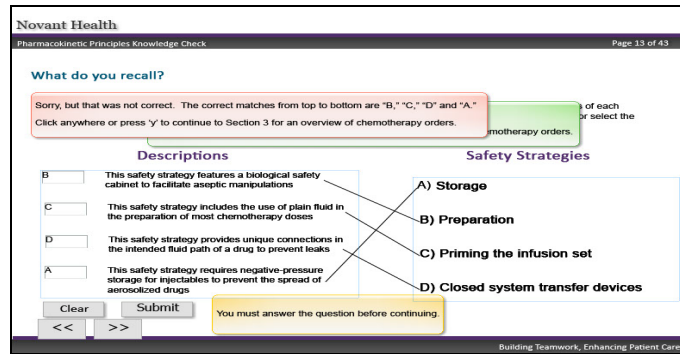 Novant Health
Pharmacokinetic Principles Knowledge Check
Page 13 of 43
What do you recall?
Sorry, but that was not correct. The correct matches from top to bottom are “B,” “C,” “D” and “A.”
Click anywhere or press ‘y’ to continue to Section 3 for an overview of chemotherapy orders.
s of each
or select the
emotherapy orders.
Descriptions
Safety Strategies
B
This safety strategy features a biological safety
cabinet to facilitate aseptic manipulations
C
This safety strategy includes the use of plain fluid in
the preparation of most chemotherapy doses
D
This safety strategy provides unique connections in
the intended fluid path of a drug to prevent leaks
A
This safety strategy requires negative-pressure
storage for injectables to prevent the spread of
aerosolized drugs
A) Storage
B) Preparation
C) Priming the infusion set
D) Closed system transfer devices
Clear
Submit
<< >>
You must answer the question before continuing.
Building Teamwork, Enhancing Patient Care